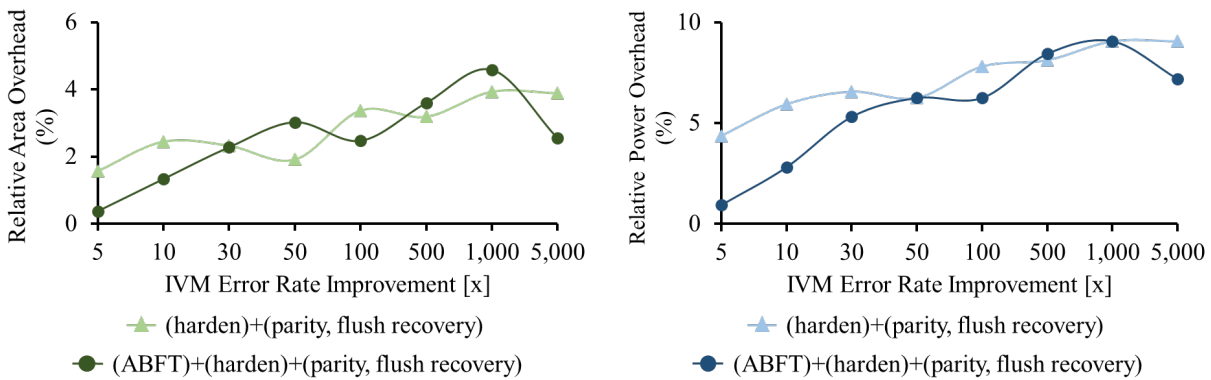 Relative Area Overhead
(%)
6
4
2
0
5 10 30 50 100 500 1,000 5,000
IVM Error Rate Improvement [x]
(harden)+(parity, flush recovery)
(ABFT)+(harden)+(parity, flush recovery)
Relative Power Overhead
(%)
10
5
0
5 10 30 50 100 500 1,000 5,000
IVM Error Rate Improvement [x]
(harden)+(parity, flush recovery)
(ABFT)+(harden)+(parity, flush recovery)